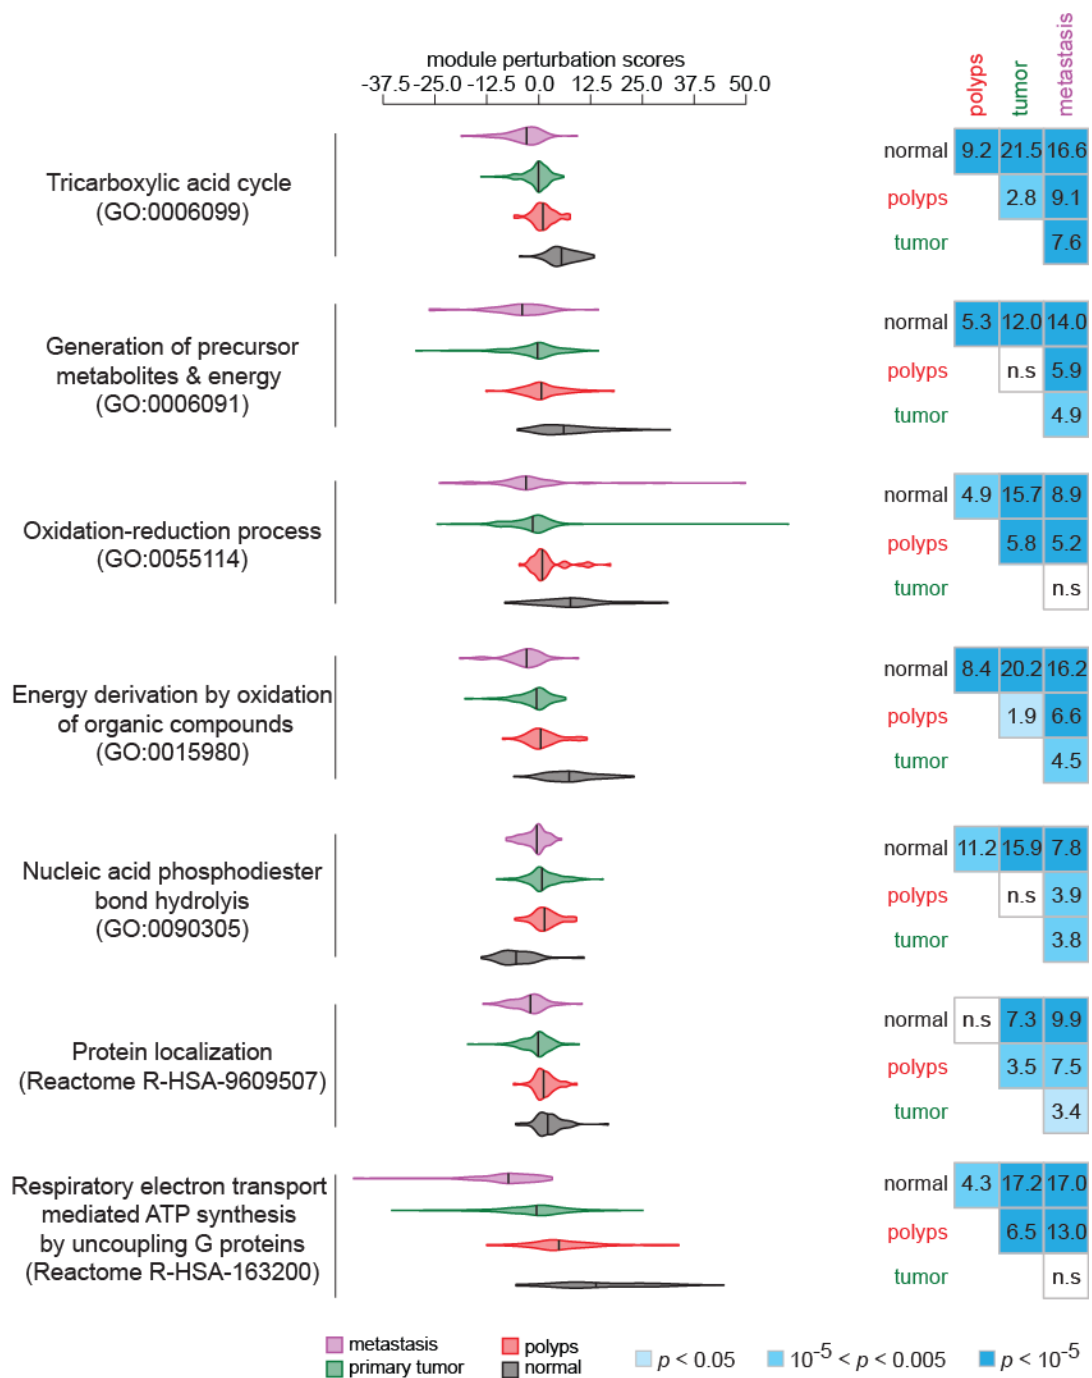 module perturbation scores
-37.5 -25.0 -12.5 0.0 12.5 25.0 37.5 50.0
polyps
tumor
metastasis
Tricarboxylic acid cycle
(GO:0006099)
normal 9.2 21.5 16.6
polyps 2.8 9.1
tumor 7.6
Generation of precursor
metabolites & energy
(GO:0006091)
normal 5.3 12.0 14.0
polyps n.s 5.9
tumor 4.9
Oxidation-reduction process
(GO:0055114)
normal 4.9 15.7 8.9
polyps 5.8 5.2
tumor n.s
Energy derivation by oxidation
of organic compounds
(GO:0015980)
normal 8.4 20.2 16.2
polyps 1.9 6.6
tumor 4.5
Nucleic acid phosphodiester
bond hydrolyis
(GO:0090305)
normal 11.2 15.9 7.8
polyps n.s 3.9
tumor 3.8
Protein localization
(Reactome R-HSA-9609507)
normal n.s 7.3 9.9
polyps 3.5 7.5
tumor 3.4
Respiratory electron transport
mediated ATP synthesis
by uncoupling G proteins
(Reactome R-HSA-163200)
normal 4.3 17.2 17.0
polyps 6.5 13.0
tumor n.s
metastasis polyps
primary tumor normal
p < 0.05 10⁻⁵ < p < 0.005 p < 10⁻⁵